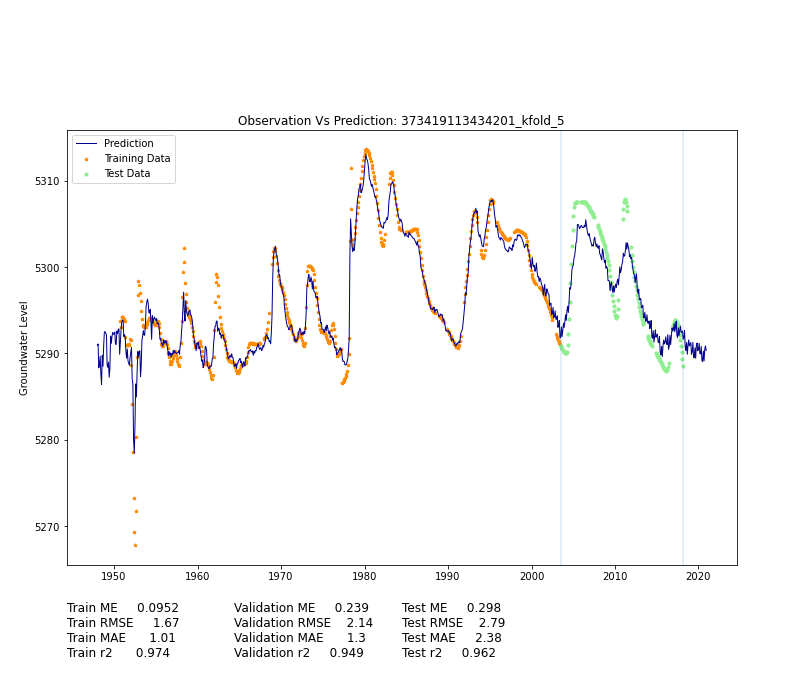 Observation Vs Prediction: 373419113434201_kfold_5
Prediction
Training Data
Test Data
Groundwater Level
5310
5300
5290
5280
5270
1950 1960 1970 1980 1990 2000 2010 2020
Train ME 0.0952 Validation ME 0.239 Test ME 0.298
Train RMSE 1.67 Validation RMSE 2.14 Test RMSE 2.79
Train MAE 1.01 Validation MAE 1.3 Test MAE 2.38
Train r2 0.974 Validation r2 0.949 Test r2 0.962